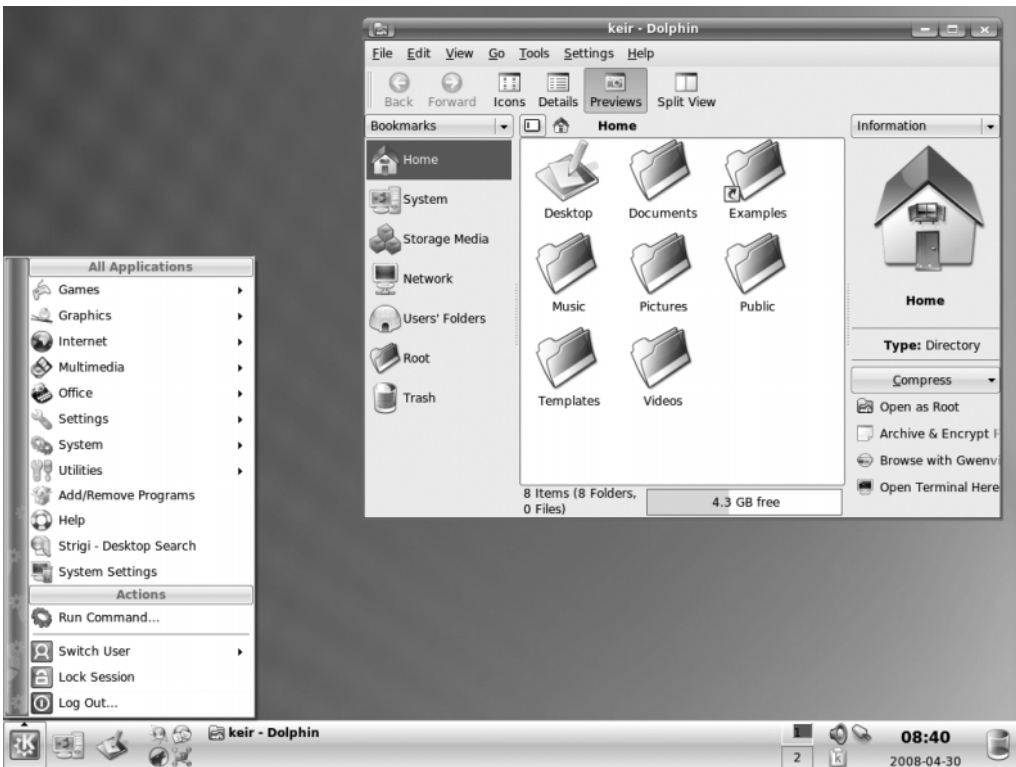 keir - Dolphin
File Edit View Go Tools Settings Help
Back Forward Icons Details Previews Split View
Bookmarks
Home
Information
Home
System
Storage Media
Network
Users' Folders
Root
Trash
Desktop Documents Examples
Music Pictures Public
Templates Videos
8 Items (8 Folders,
0 Files)
4.3 GB free
Home
Type: Directory
Compress
Open as Root
Archive & Encrypt F
Browse with Gwenvi
Open Terminal Here
All Applications
Games
Graphics
Internet
Multimedia
Office
Settings
System
Utilities
Add/Remove Programs
Help
Strigi - Desktop Search
System Settings
Actions
Run Command...
Switch User
Lock Session
Log Out...
keir - Dolphin
1
2
08:40
2008-04-30